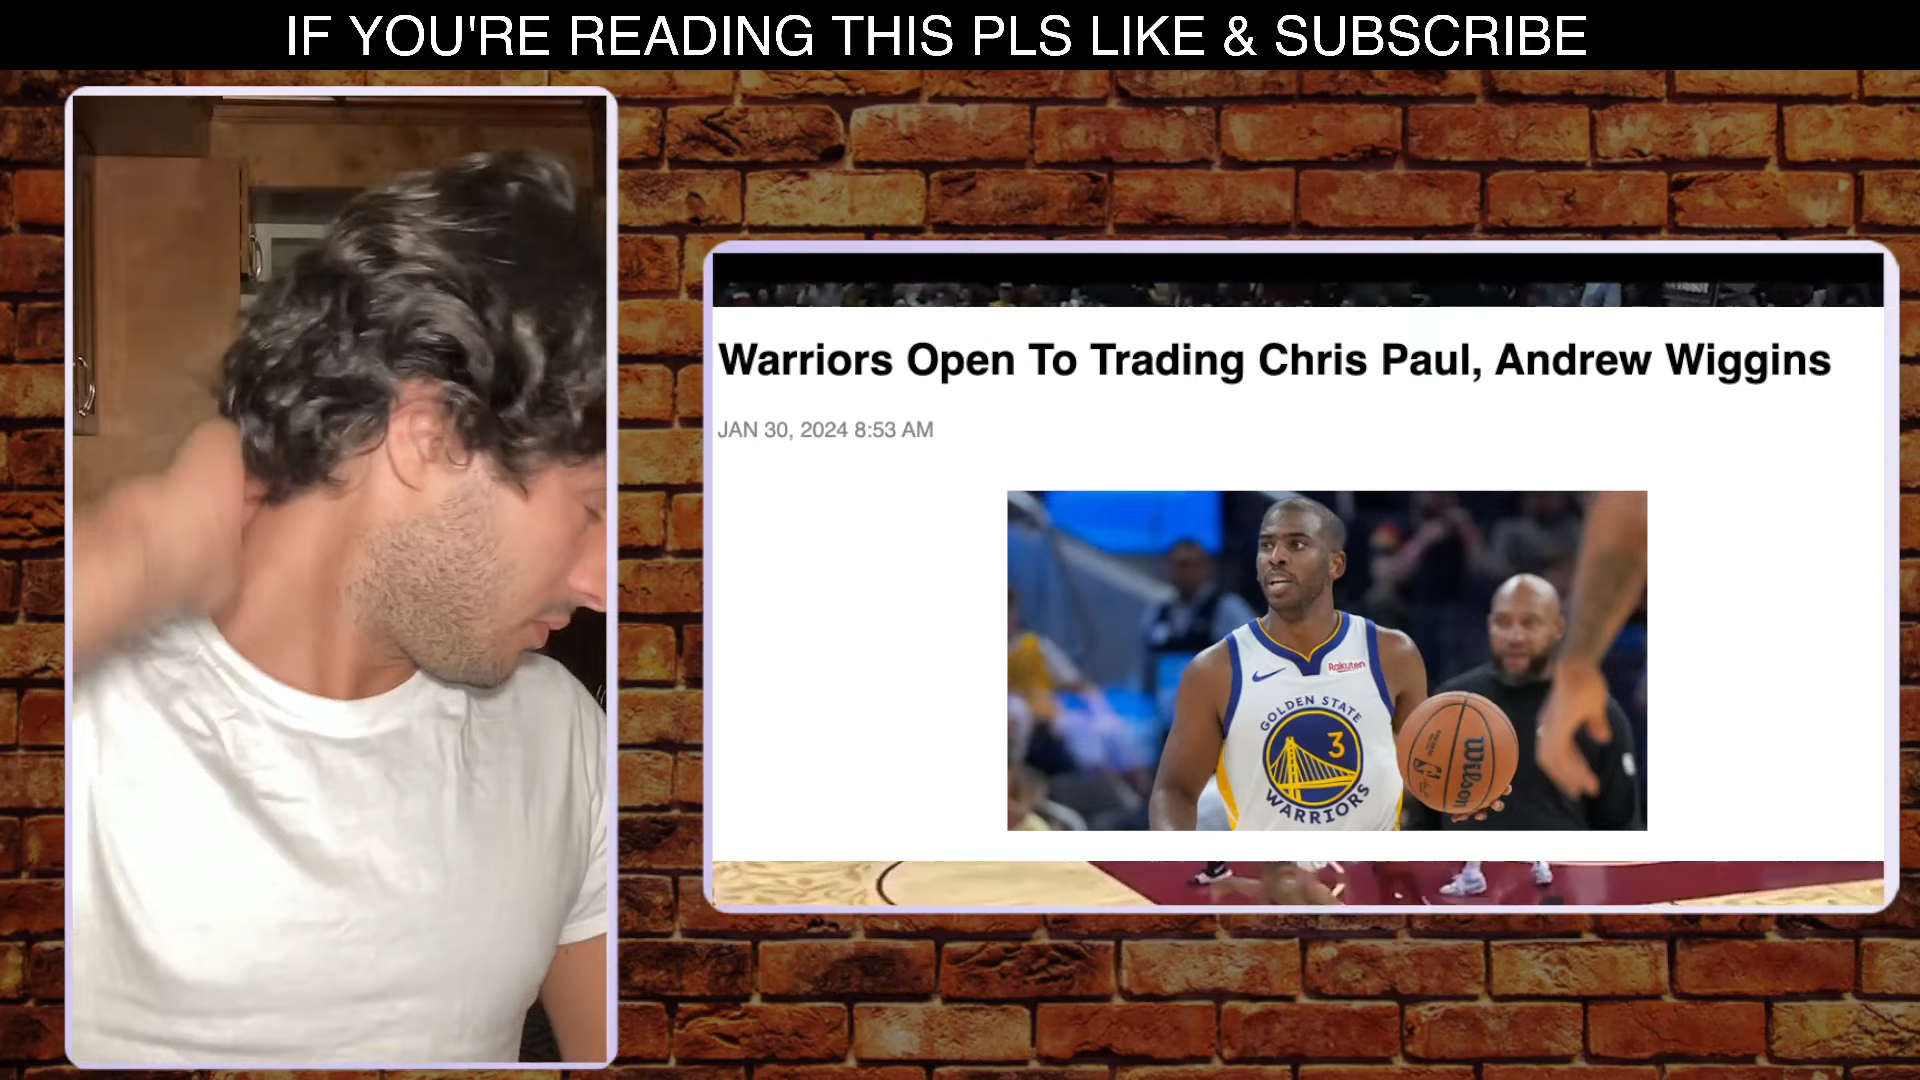 IF YOU'RE READING THIS PLS LIKE & SUBSCRIBE
Warriors Open To Trading Chris Paul, Andrew Wiggins
JAN 30, 2024 8:53 AM
Rakuten
GOLDEN STATE
3
WARRIORS
Wilson